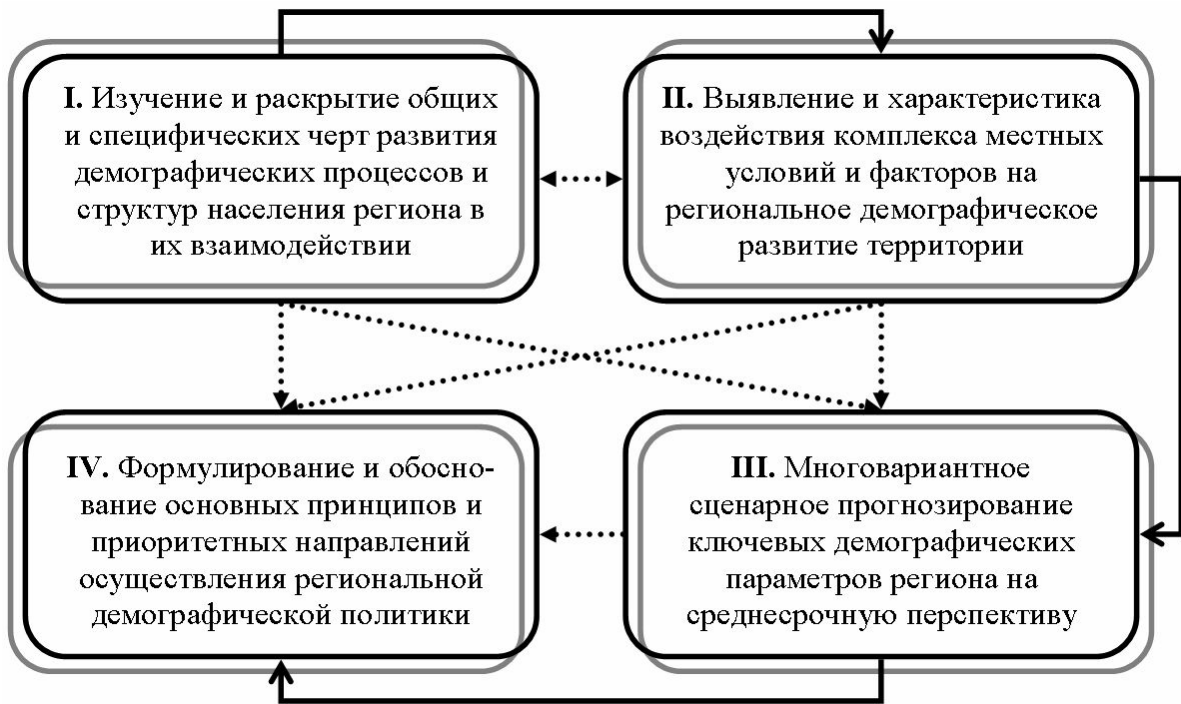 I. Изучение и раскрытие общих
и специфических черт развития
демографических процессов и
структур населения региона в
их взаимодействии
II. Выявление и характеристика
воздействия комплекса местных
условий и факторов на
региональное демографическое
развитие территории
IV. Формулирование и обосно-
вание основных принципов и
приоритетных направлений
осуществления региональной
демографической политики
III. Многовариантное
сценарное прогнозирование
ключевых демографических
параметров региона на
среднесрочную перспективу